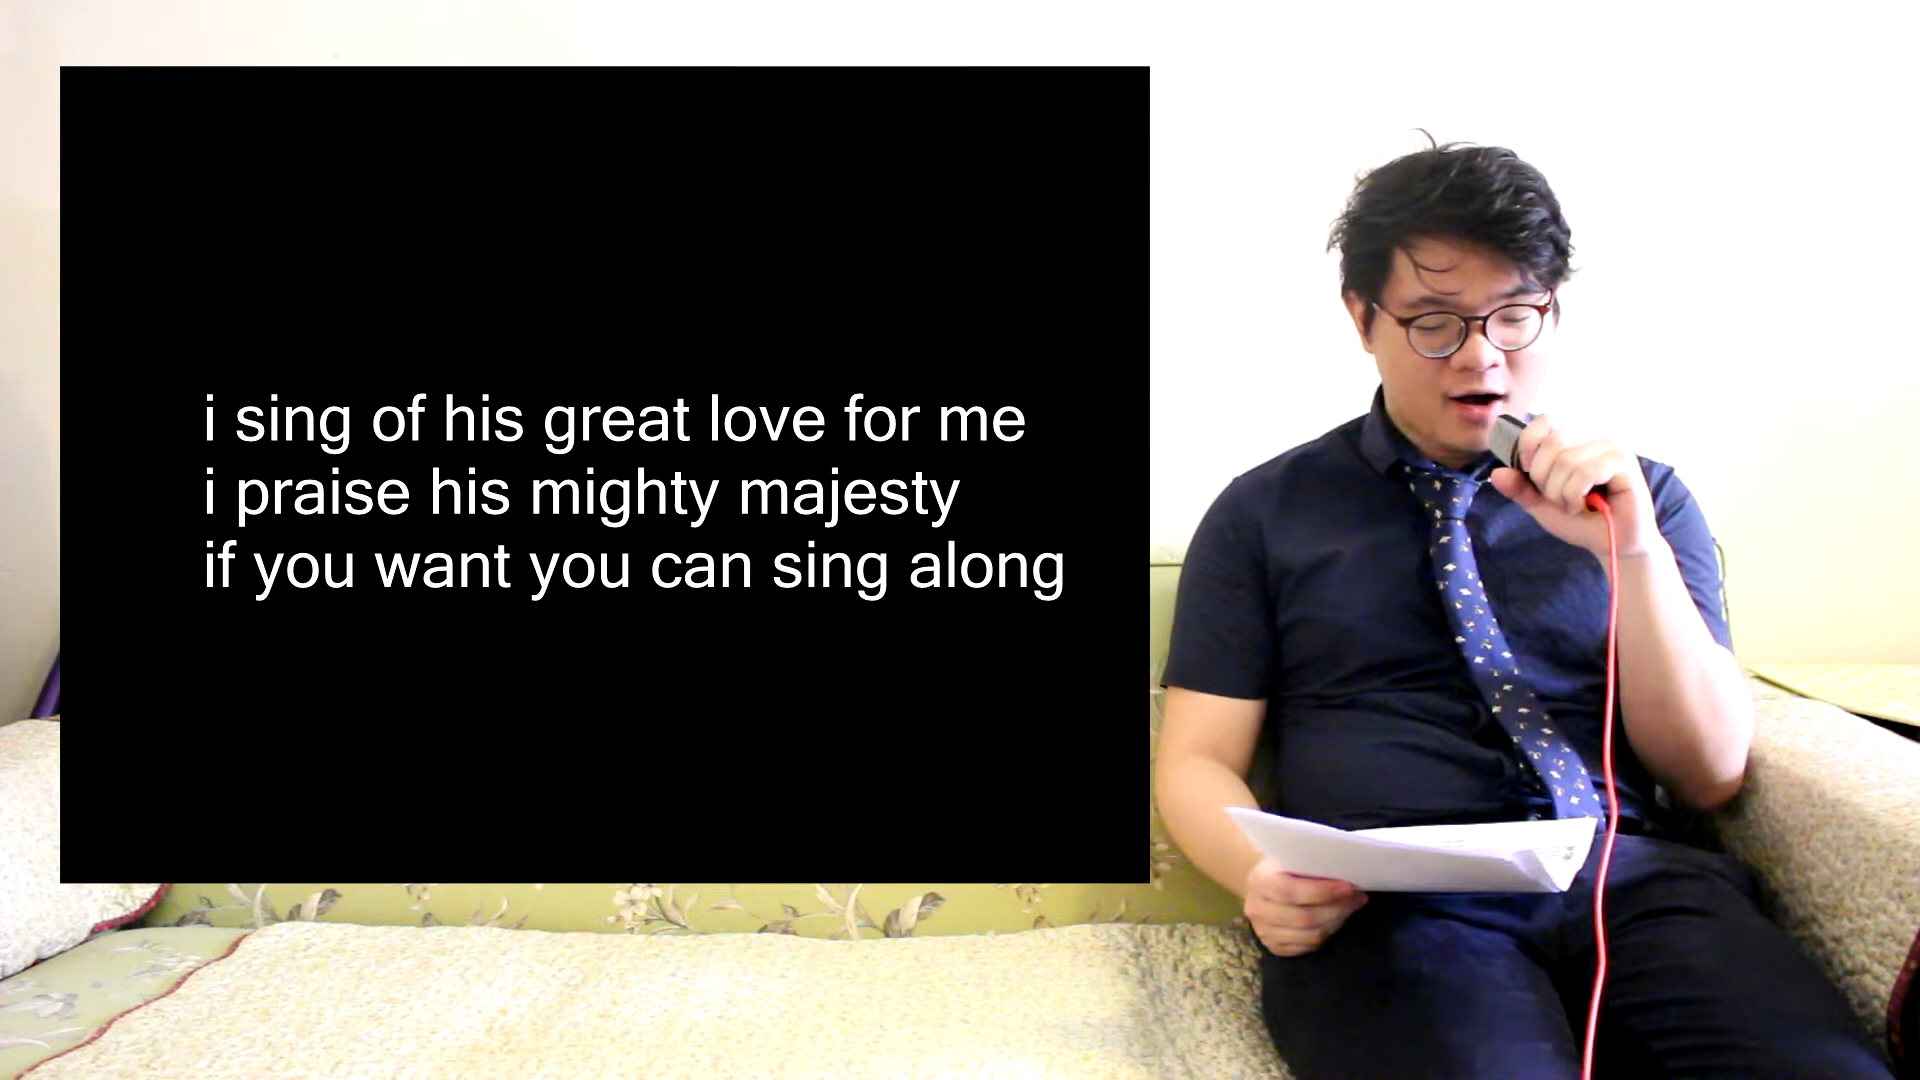 i sing of his great love for me
i praise his mighty majesty
if you want you can sing along